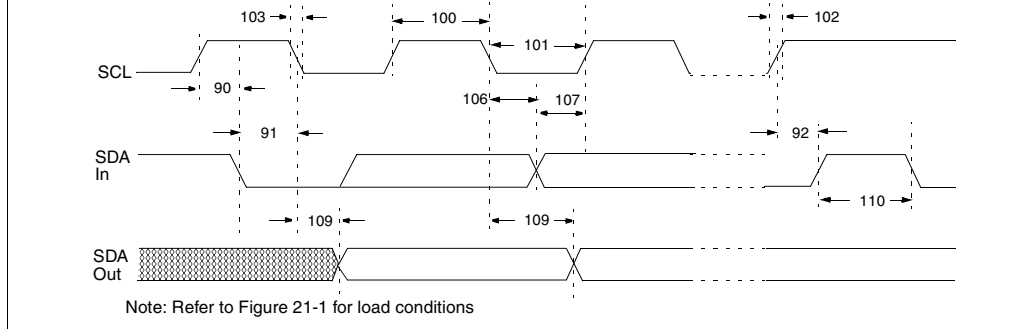 103
100
102
101
SCL
90
106
107
91
92
SDA
In
110
109
109
SDA
Out
Note: Refer to Figure 21-1 for load conditions